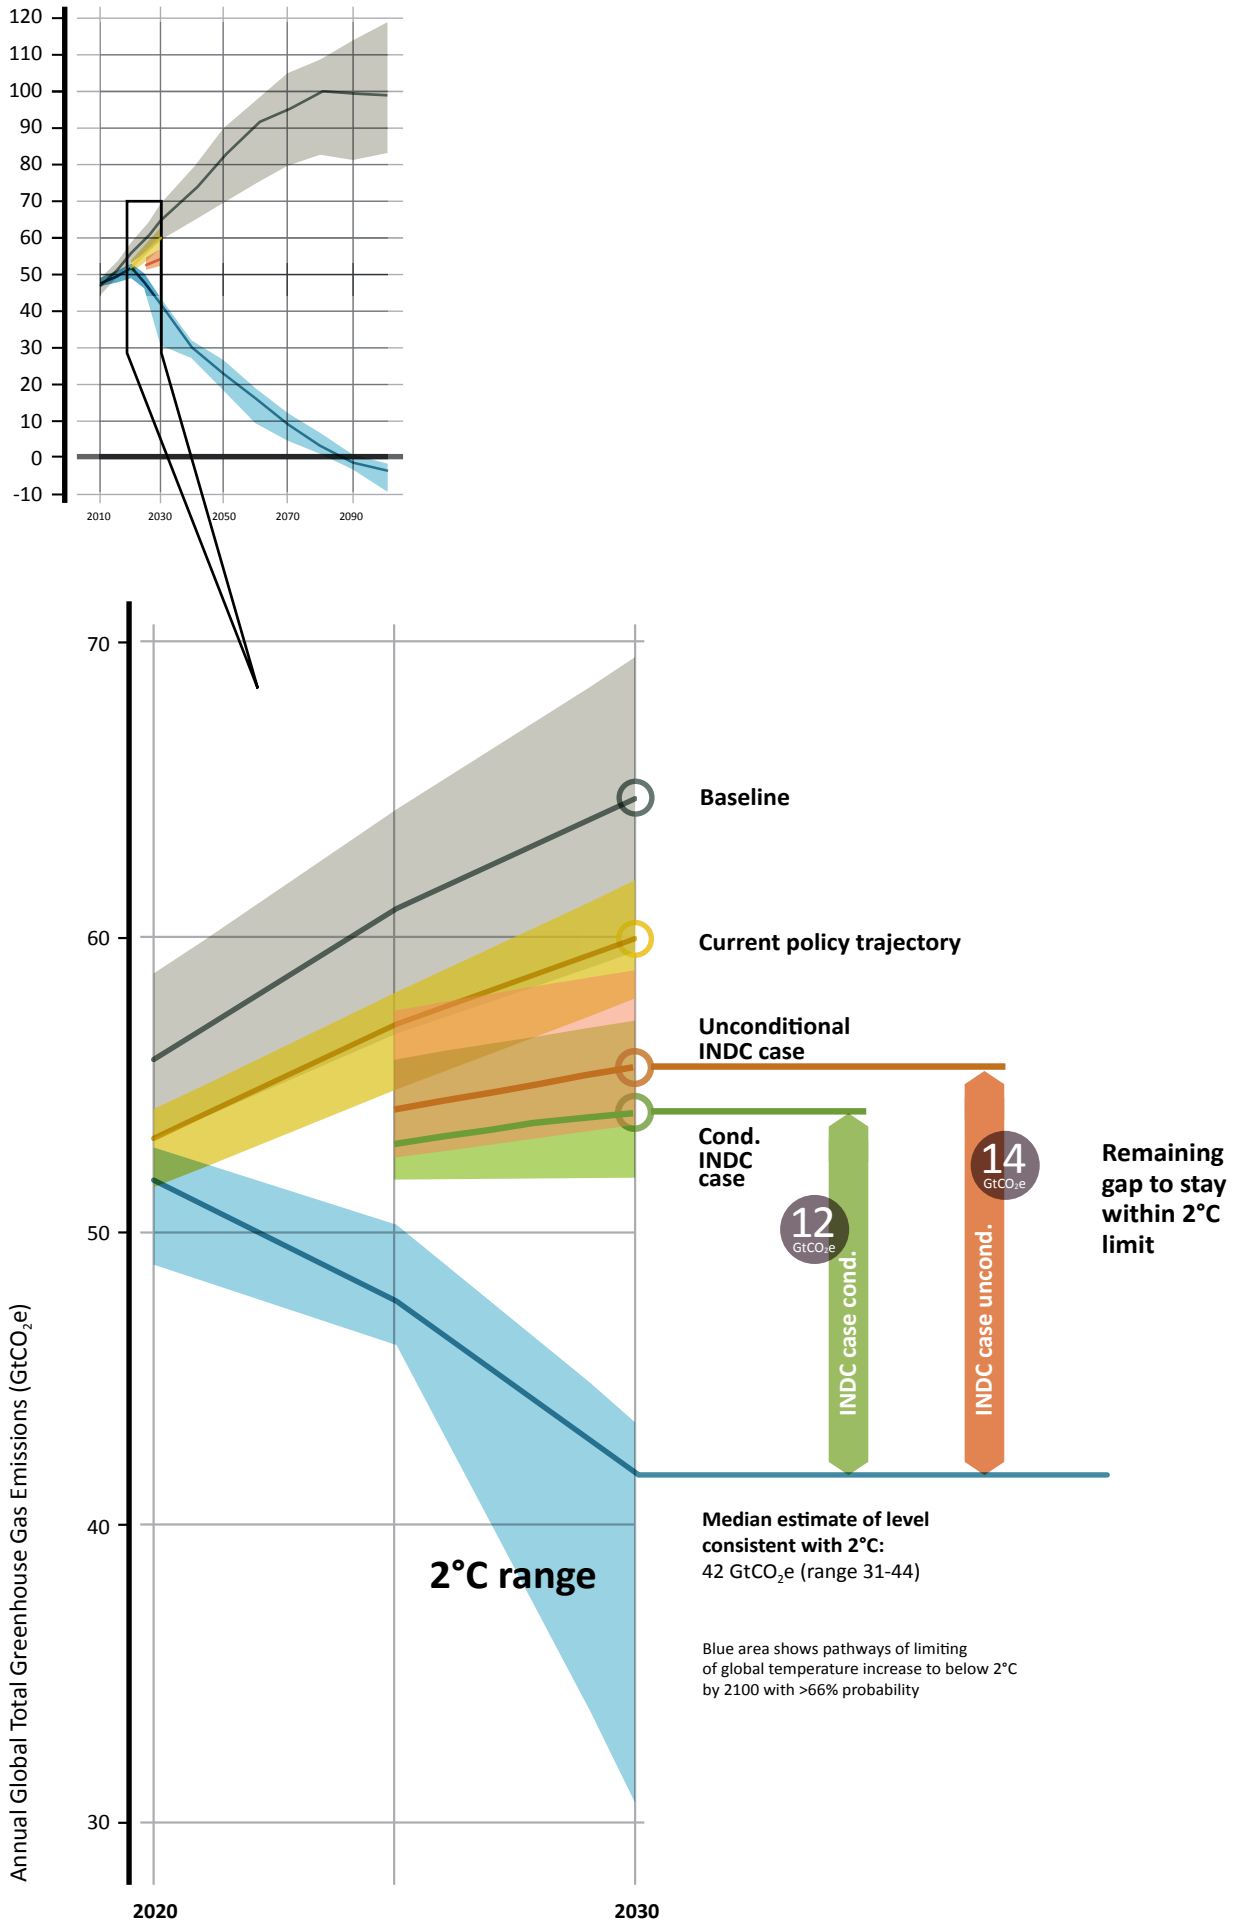 120
110
100
90
80
70
60
50
40
30
20
10
0
-10
2010 2030 2050 2070 2090
70
60
50
40
30
Annual Global Total Greenhouse Gas Emissions (GtCO₂e)
2020 2030
Baseline
Current policy trajectory
Unconditional
INDC case
Cond.
INDC
case
12
GtCO₂e
INDC case cond.
14
GtCO₂e
INDC case uncond.
Remaining
gap to stay
within 2°C
limit
2°C range
Median estimate of level
consistent with 2°C:
42 GtCO₂e (range 31-44)
Blue area shows pathways of limiting
of global temperature increase to below 2°C
by 2100 with >66% probability